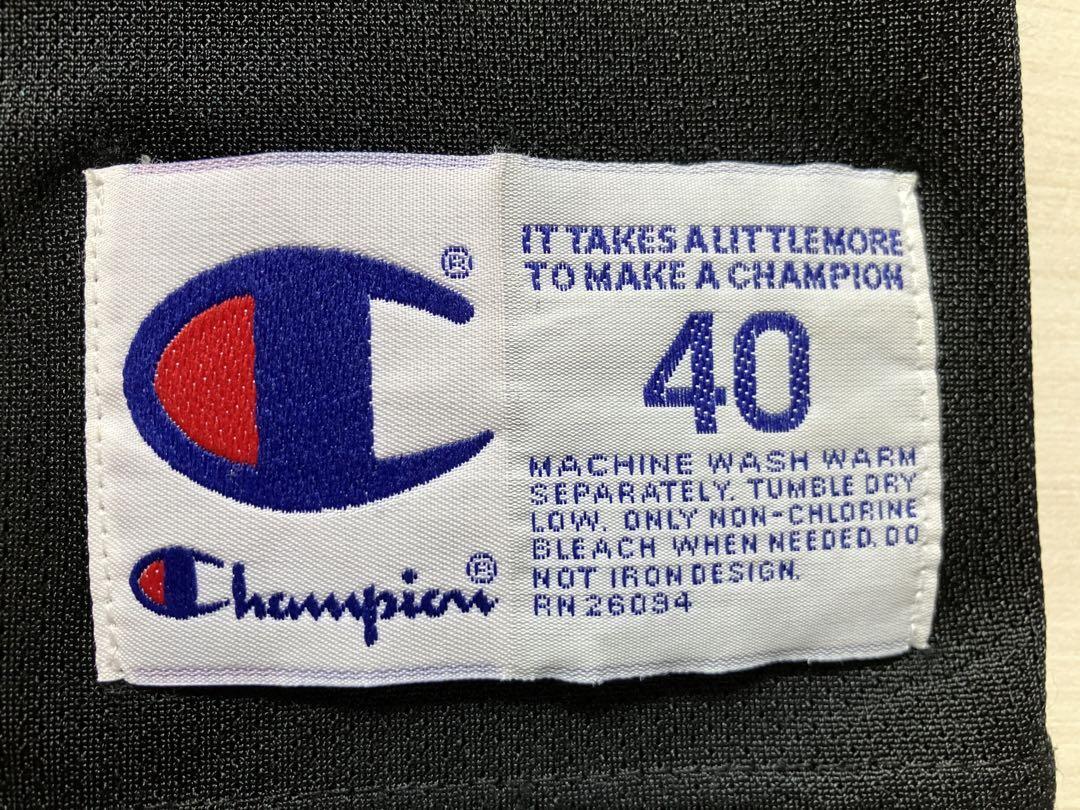 ®
Champion®
IT TAKES A LITTLE MORE
TO MAKE A CHAMPION
40
MACHINE WASH WARM
SEPARATELY. TUMBLE DRY
LOW. ONLY NON-CHLORINE
BLEACH WHEN NEEDED. DO
NOT IRON DESIGN.
RN 26094